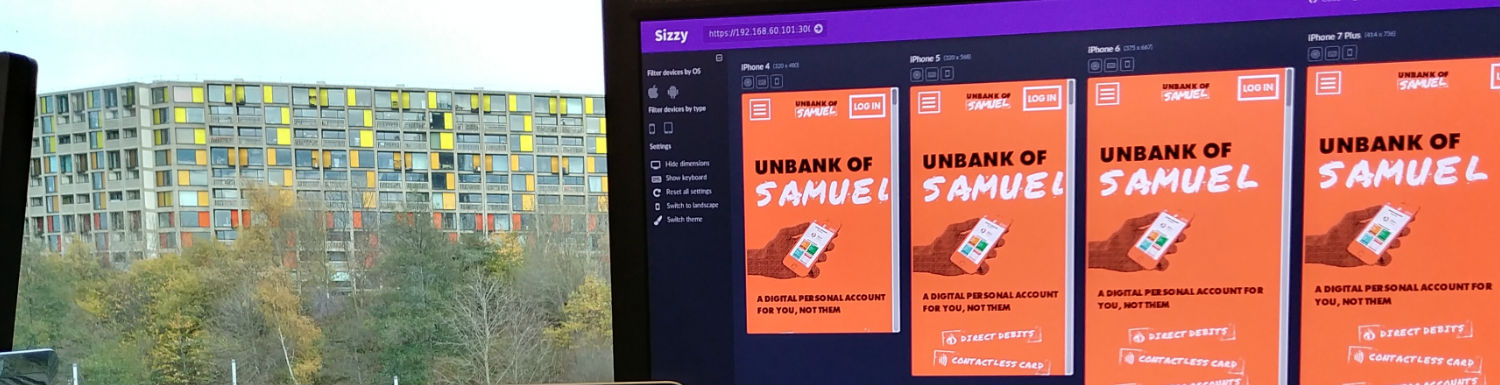 Sizzy
https://192.168.60.101:300
Filter devices by OS
Filter devices by type
Settings
Hide dimensions
Show keyboard
Reset all settings
Switch to landscape
Switch theme
iPhone 4 (320 x 480)
UNBANK OF
SAMUEL
LOG IN
UNBANK OF
SAMUEL
A DIGITAL PERSONAL ACCOUNT
FOR YOU, NOT THEM
iPhone 5 (320 x 568)
UNBANK OF
SAMUEL
LOG IN
UNBANK OF
SAMUEL
A DIGITAL PERSONAL ACCOUNT
FOR YOU, NOT THEM
DIRECT DEBITS
CONTACTLESS CARD
iPhone 6 (375 x 667)
UNBANK OF
SAMUEL
LOG IN
UNBANK OF
SAMUEL
A DIGITAL PERSONAL ACCOUNT FOR
YOU, NOT THEM
DIRECT DEBITS
CONTACTLESS CARD
ACCOUNTS
iPhone 7 Plus (414 x 736)
UNBANK OF
SAMUEL
LO
UNBANK OF
SAMUEL
A DIGITAL PERSONAL ACCOUNT FOR
YOU, NOT THEM
DIRECT DEBITS
CONTACTLESS CARD
ACCOUNTS